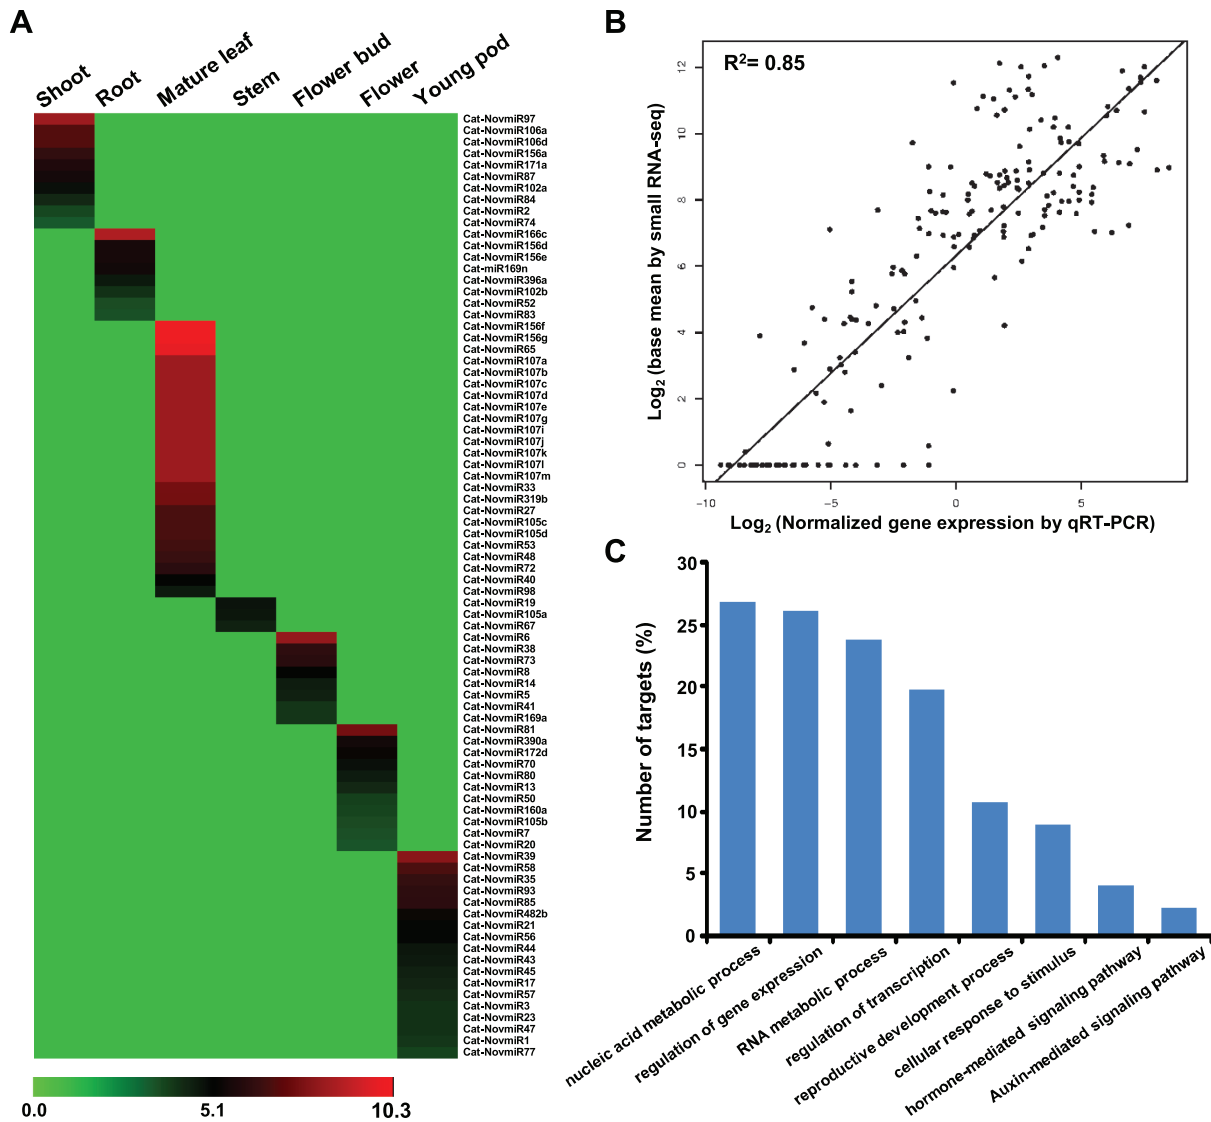 A
Shoot
Root
Mature leaf
Stem
Flower bud
Flower
Young pod
Cat-NovmiR97
Cat-NovmiR106a
Cat-NovmiR106d
Cat-NovmiR156a
Cat-NovmiR171a
Cat-NovmiR87
Cat-NovmiR102a
Cat-NovmiR84
Cat-NovmiR2
Cat-NovmiR74
Cat-NovmiR166c
Cat-NovmiR156d
Cat-NovmiR156e
Cat-miR169n
Cat-NovmiR396a
Cat-NovmiR102b
Cat-NovmiR52
Cat-NovmiR83
Cat-NovmiR156f
Cat-NovmiR156g
Cat-NovmiR65
Cat-NovmiR107a
Cat-NovmiR107b
Cat-NovmiR107c
Cat-NovmiR107d
Cat-NovmiR107e
Cat-NovmiR107g
Cat-NovmiR107i
Cat-NovmiR107j
Cat-NovmiR107k
Cat-NovmiR107l
Cat-NovmiR107m
Cat-NovmiR33
Cat-NovmiR319b
Cat-NovmiR27
Cat-NovmiR105c
Cat-NovmiR105d
Cat-NovmiR53
Cat-NovmiR48
Cat-NovmiR72
Cat-NovmiR40
Cat-NovmiR98
Cat-NovmiR19
Cat-NovmiR105a
Cat-NovmiR67
Cat-NovmiR6
Cat-NovmiR38
Cat-NovmiR73
Cat-NovmiR8
Cat-NovmiR14
Cat-NovmiR5
Cat-NovmiR41
Cat-NovmiR169a
Cat-NovmiR81
Cat-NovmiR390a
Cat-NovmiR172d
Cat-NovmiR70
Cat-NovmiR80
Cat-NovmiR13
Cat-NovmiR50
Cat-NovmiR160a
Cat-NovmiR105b
Cat-NovmiR7
Cat-NovmiR20
Cat-NovmiR39
Cat-NovmiR58
Cat-NovmiR35
Cat-NovmiR93
Cat-NovmiR85
Cat-NovmiR482b
Cat-NovmiR21
Cat-NovmiR56
Cat-NovmiR44
Cat-NovmiR43
Cat-NovmiR45
Cat-NovmiR17
Cat-NovmiR57
Cat-NovmiR3
Cat-NovmiR23
Cat-NovmiR47
Cat-NovmiR1
Cat-NovmiR77
0.0
5.1
10.3
B
R²= 0.85
Log₂ (base mean by small RNA-seq)
12
10
8
6
4
2
0
-10
-5
0
5
Log₂ (Normalized gene expression by qRT-PCR)
C
Number of targets (%)
30
25
20
15
10
5
0
nucleic acid metabolic process
regulation of gene expression
RNA metabolic process
regulation of transcription
reproductive development process
cellular response to stimulus
hormone-mediated signaling pathway
Auxin-mediated signaling pathway